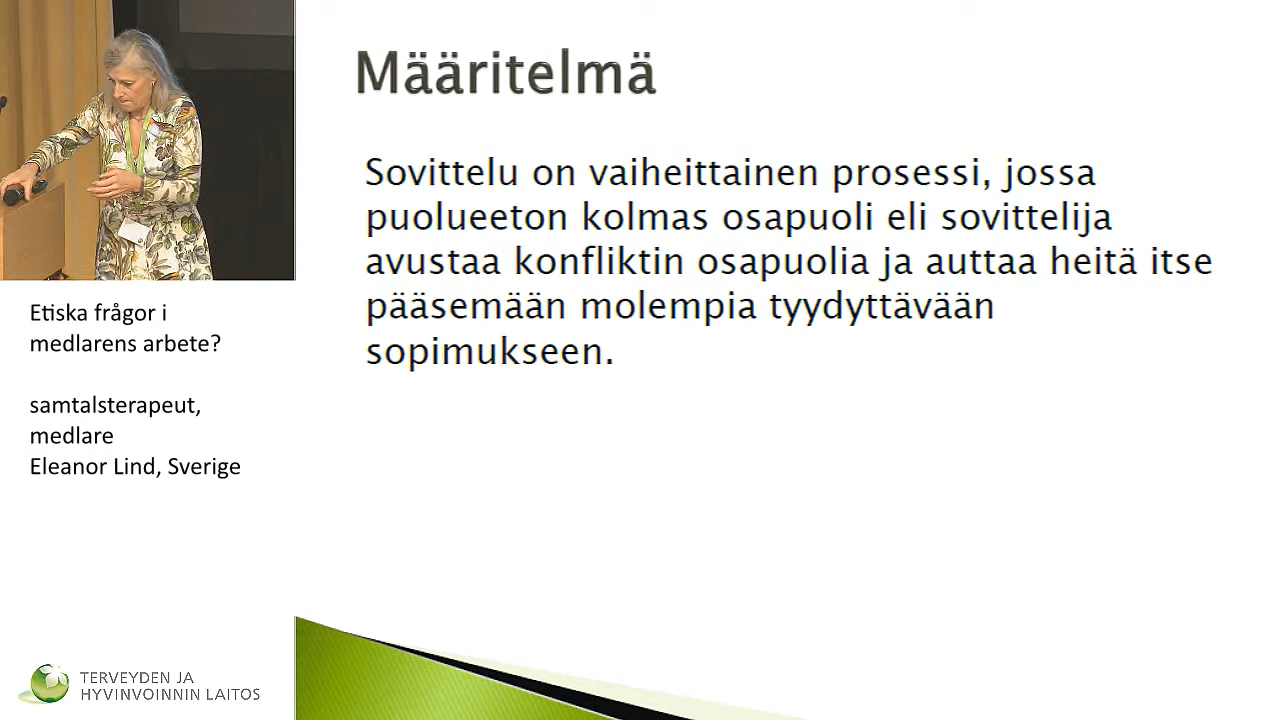 Määritelmä
Sovittelu on vaiheittainen prosessi, jossa
puolueeton kolmas osapuoli eli sovittelija
avustaa konfliktin osapuolia ja auttaa heitä itse
pääsemään molempia tyydyttävään
sopimukseen.
Etiska frågor i
medlarens arbete?
samtalsterapeut,
medlare
Eleanor Lind, Sverige
TERVEYDEN JA
HYVINVOINNIN LAITOS